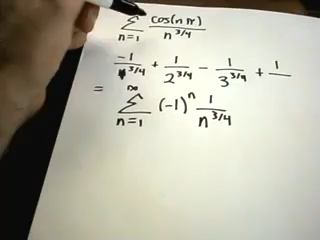 ∑ n=1 cos(nπ)/n^3/4
-1/1^3/4 + 1/2^3/4 - 1/3^3/4 + 1/
= ∑ n=1 ∞ (-1)^n 1/n^3/4